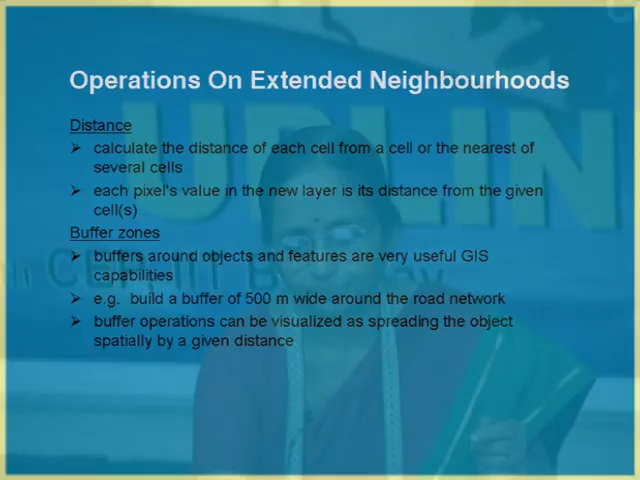 Operations On Extended Neighbourhoods
Distance
➤ calculate the distance of each cell from a cell or the nearest of
several cells
➤ each pixel's value in the new layer is its distance from the given
cell(s)
Buffer zones
➤ buffers around objects and features are very useful GIS
capabilities
➤ e.g. build a buffer of 500 m wide around the road network
➤ buffer operations can be visualized as spreading the object
spatially by a given distance